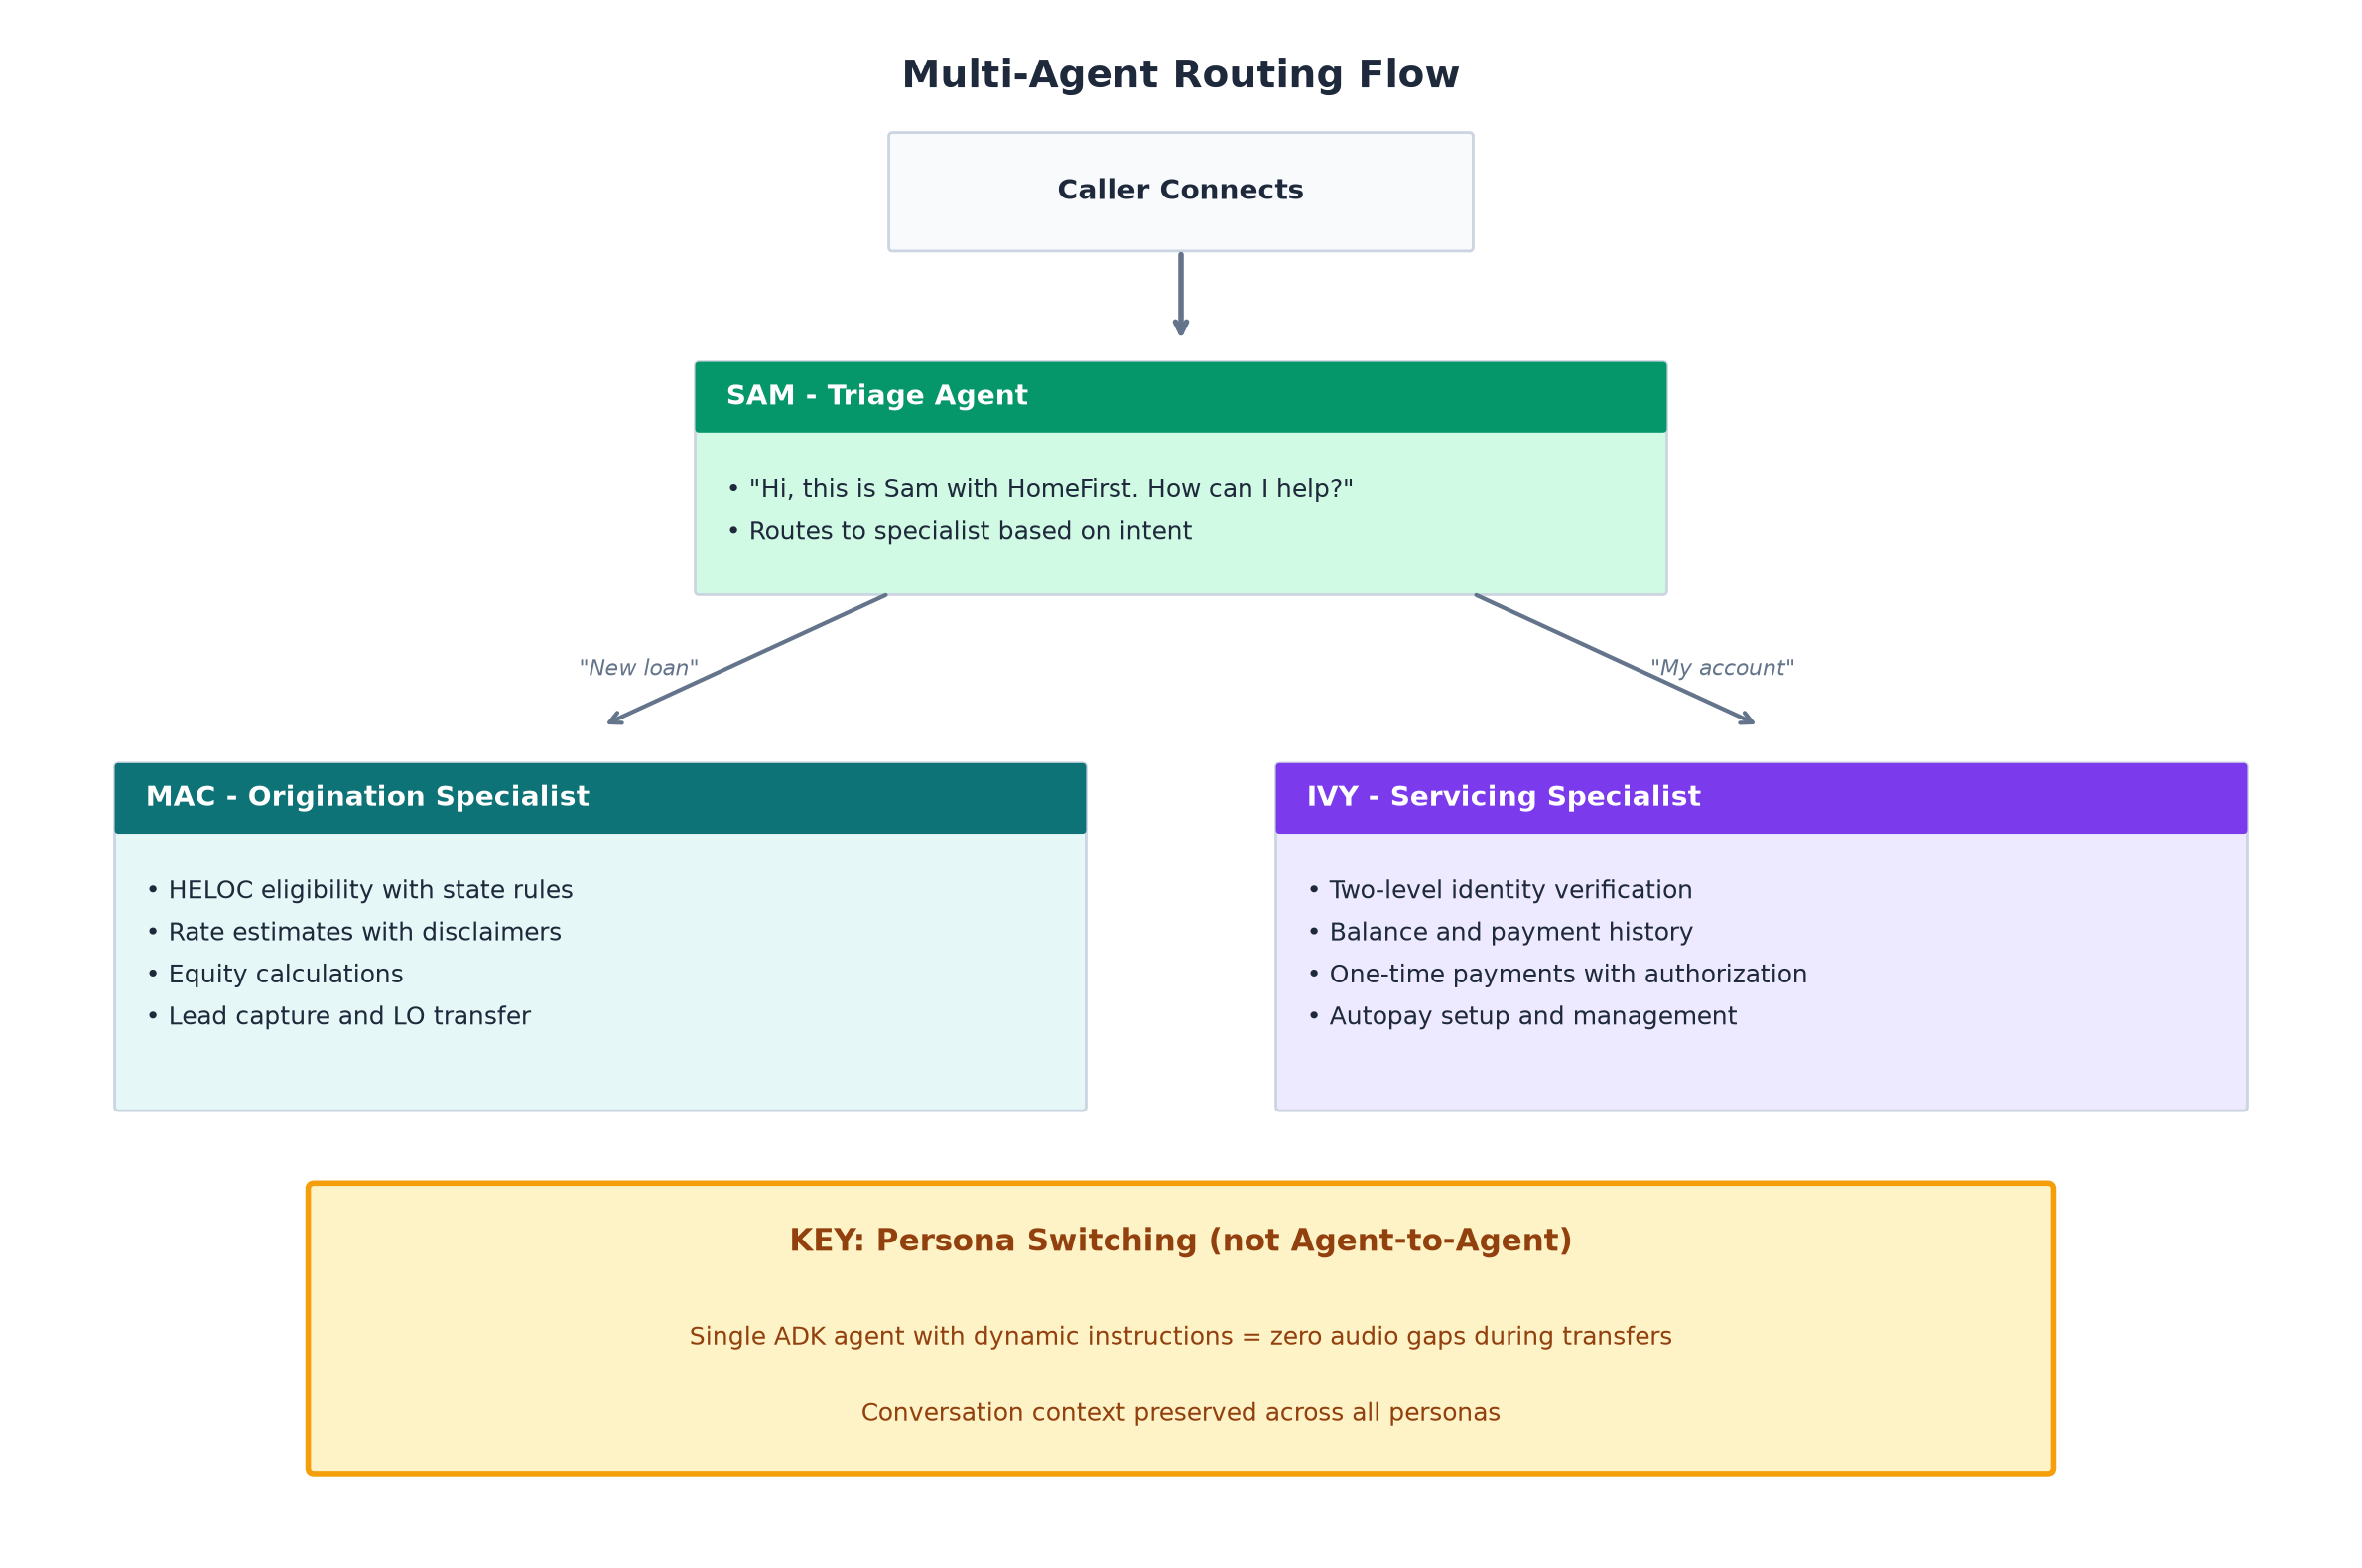 Multi-Agent Routing Flow
Caller Connects
SAM - Triage Agent
• "Hi, this is Sam with HomeFirst. How can I help?"
• Routes to specialist based on intent
"New loan"
"My account"
MAC - Origination Specialist
• HELOC eligibility with state rules
• Rate estimates with disclaimers
• Equity calculations
• Lead capture and LO transfer
IVY - Servicing Specialist
• Two-level identity verification
• Balance and payment history
• One-time payments with authorization
• Autopay setup and management
KEY: Persona Switching (not Agent-to-Agent)
Single ADK agent with dynamic instructions = zero audio gaps during transfers
Conversation context preserved across all personas